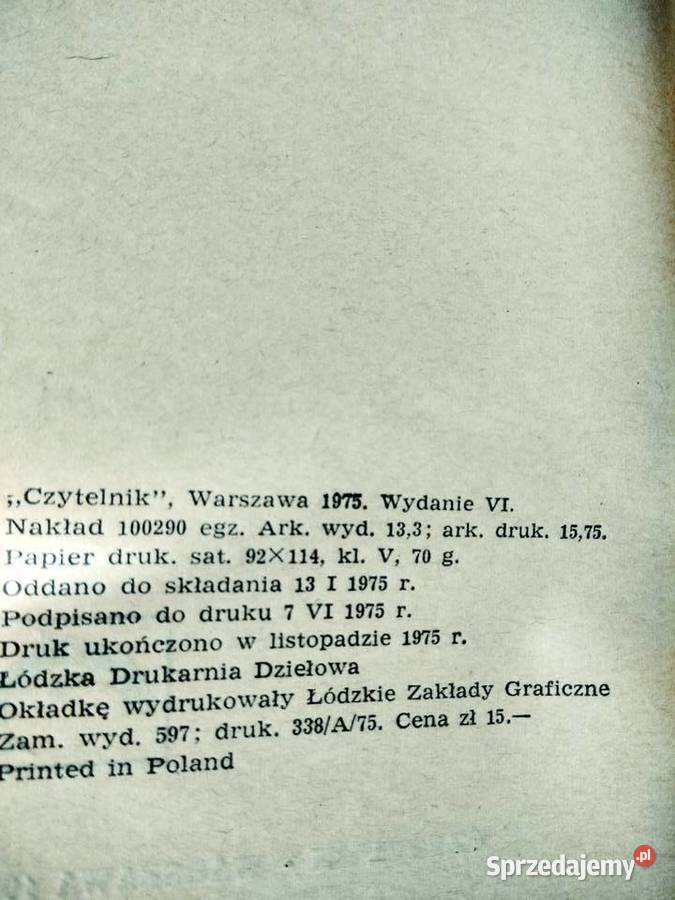 „Czytelnik”, Warszawa 1975. Wydanie VI.
Nakład 100290 egz. Ark. wyd. 13,3; ark. druk. 15,75.
Papier druk. sat. 92×114, kl. V, 70 g.
Oddano do składania 13 I 1975 r.
Podpisano do druku 7 VI 1975 r.
Druk ukończono w listopadzie 1975 r.
Łódzka Drukarnia Dziełowa
Okładkę wydrukowały Łódzkie Zakłady Graficzne
Zam. wyd. 597; druk. 338/A/75. Cena zł 15.—
Printed in Poland
Sprzedajemy.pl